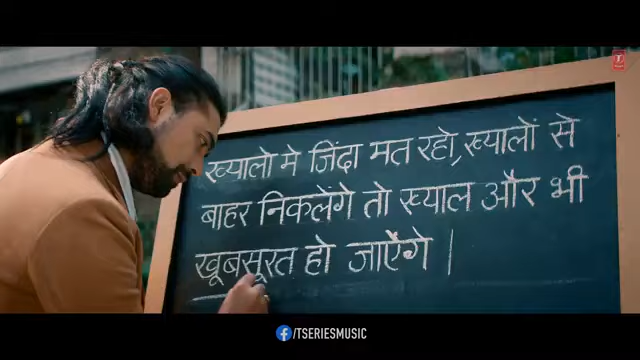 ख्यालो मे जिंदा मत रहो, ख्यालों से
बाहर निकलेंगे तो ख्याल और भी
खूबसूरत हो जाऐंगे |
/TSERIESMUSIC